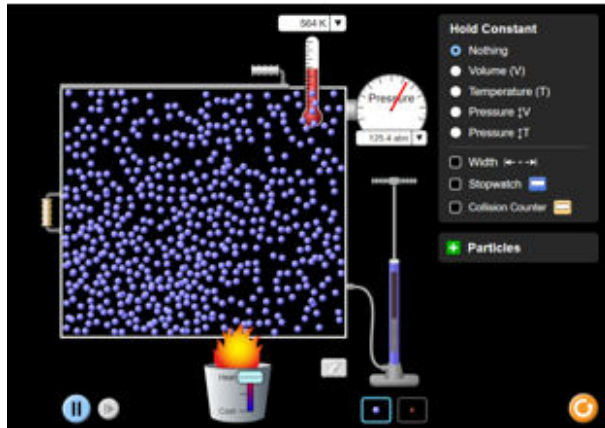 564 K
Pressure
125.4 atm
Heat
Cool
Hold Constant
Nothing
Volume (V)
Temperature (T)
Pressure ↕V
Pressure ↕T
Width
Stopwatch
Collision Counter
Particles